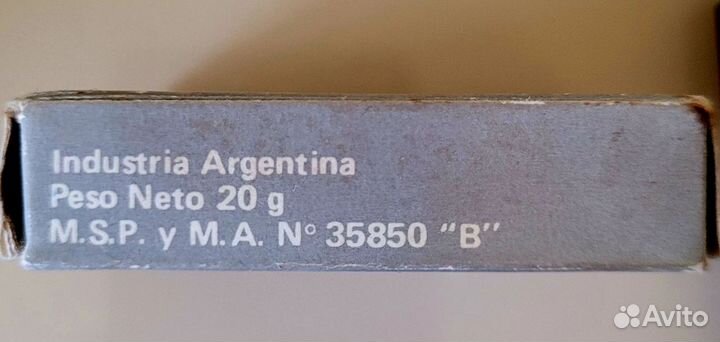 Industria Argentina
Peso Neto 20 g
M.S.P. y M.A. N° 35850 "B"
Avito